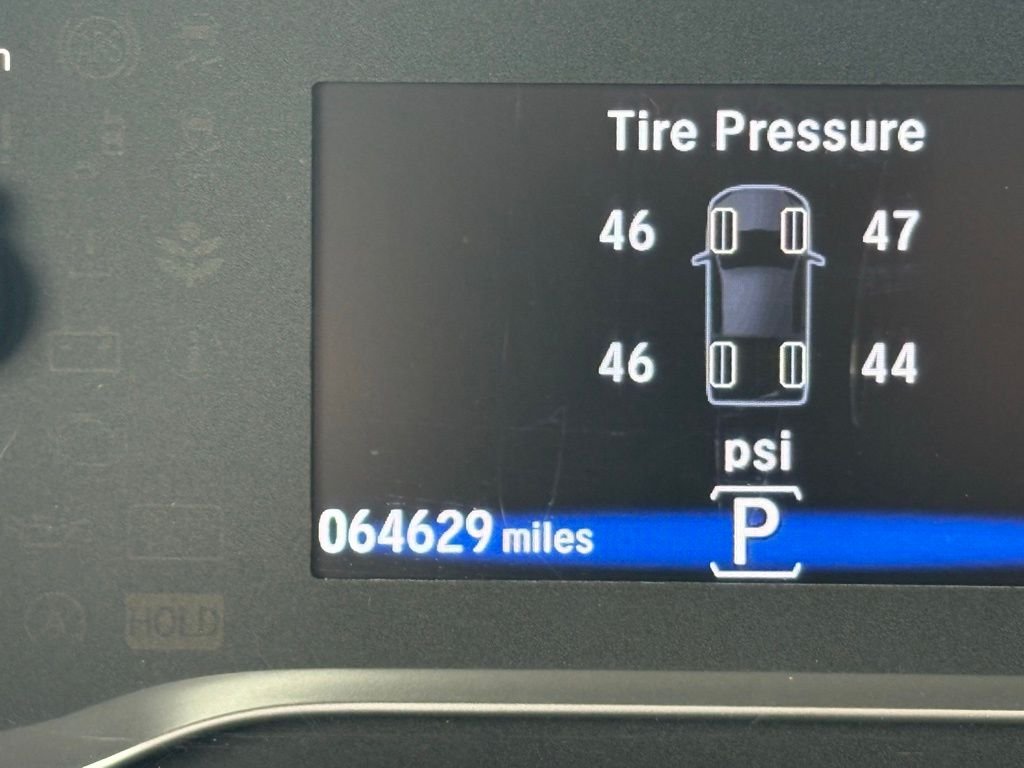 Tire Pressure
46 47
46 44
psi
064629 miles P
HOLD